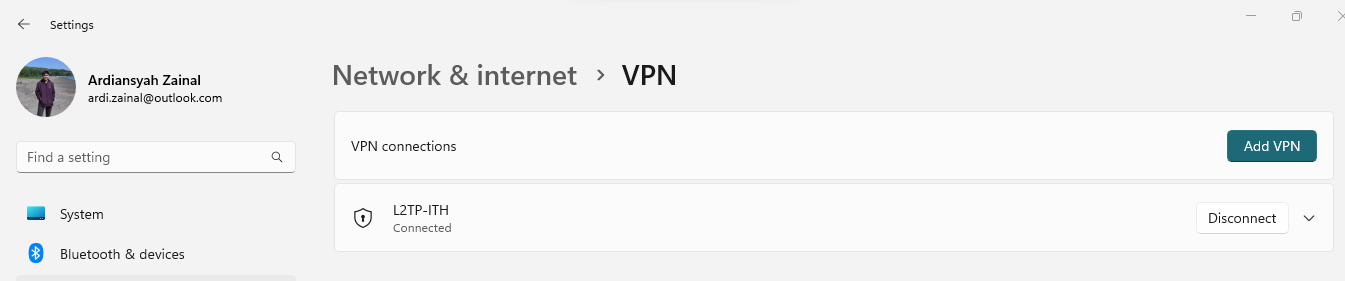 Settings
Ardiansyah Zainal
ardi.zainal@outlook.com
Find a setting
System
Bluetooth & devices
Network & internet > VPN
VPN connections
Add VPN
L2TP-ITH
Connected
Disconnect